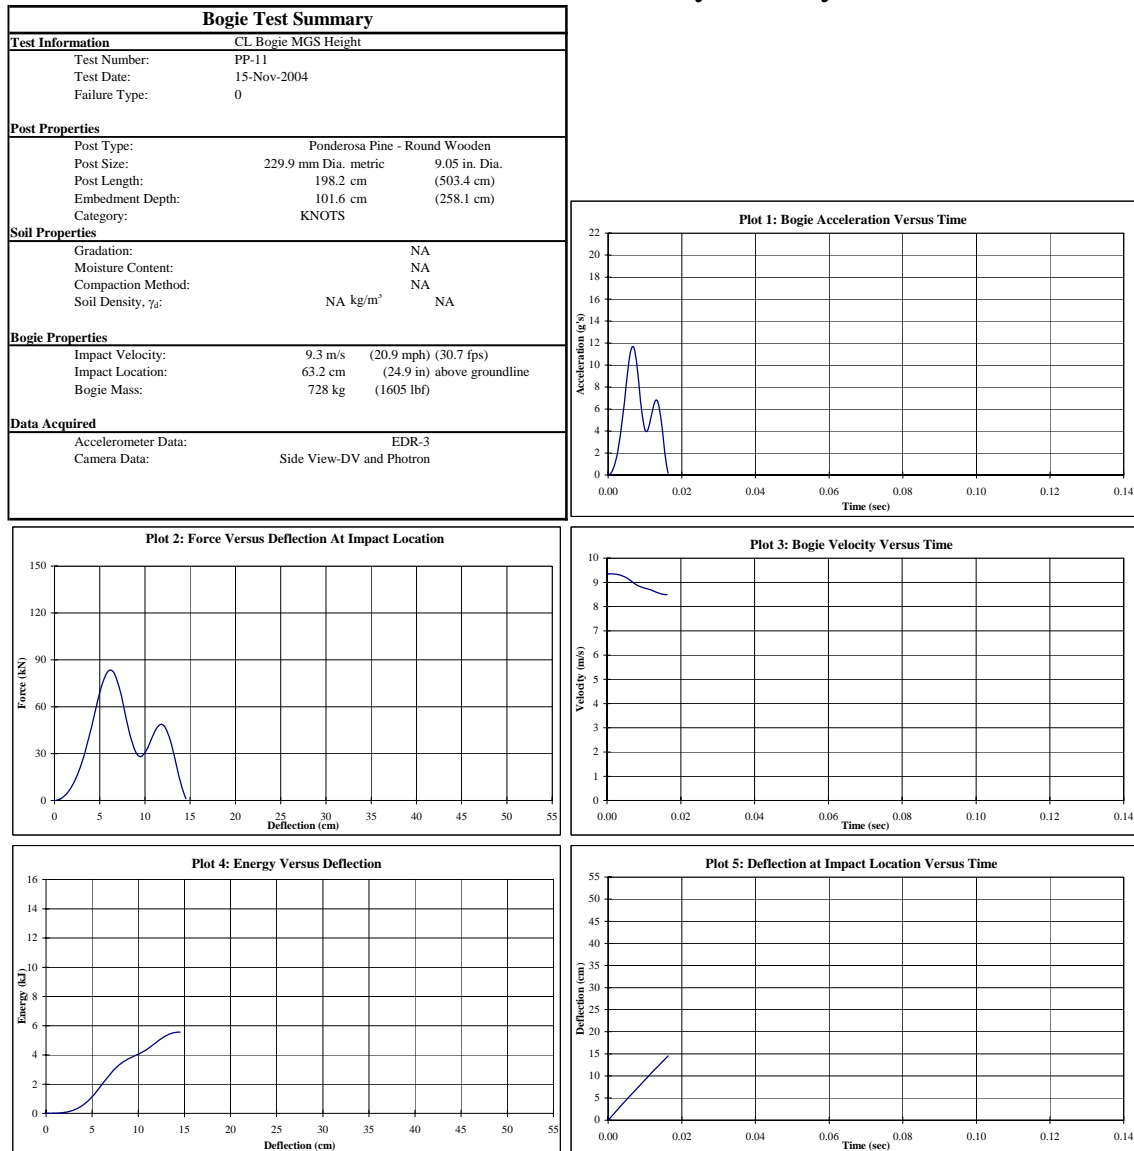 Bogie Test Summary
Test Information CL Bogie MGS Height
Test Number: PP-11
Test Date: 15-Nov-2004
Failure Type: 0
Post Properties
Post Type: Ponderosa Pine - Round Wooden
Post Size: 229.9 mm Dia. metric 9.05 in. Dia.
Post Length: 198.2 cm (503.4 cm)
Embedment Depth: 101.6 cm (258.1 cm)
Category: KNOTS
Soil Properties
Gradation: NA
Moisture Content: NA
Compaction Method: NA
Soil Density, γd: NA kg/m³ NA
Bogie Properties
Impact Velocity: 9.3 m/s (20.9 mph) (30.7 fps)
Impact Location: 63.2 cm (24.9 in) above groundline
Bogie Mass: 728 kg (1605 lbf)
Data Acquired
Accelerometer Data: EDR-3
Camera Data: Side View-DV and Photron
Plot 1: Bogie Acceleration Versus Time
22
20
18
16
14
12
10
8
6
4
2
0
Acceleration (g's)
0.00 0.02 0.04 0.06 0.08 0.10 0.12 0.14
Time (sec)
Plot 2: Force Versus Deflection At Impact Location
150
120
90
60
30
0
Force (kN)
0 5 10 15 20 25 30 35 40 45 50 55
Deflection (cm)
Plot 3: Bogie Velocity Versus Time
10
9
8
7
6
5
4
3
2
1
0
Velocity (m/s)
0.00 0.02 0.04 0.06 0.08 0.10 0.12 0.14
Time (sec)
Plot 4: Energy Versus Deflection
16
14
12
10
8
6
4
2
0
Energy (kJ)
0 5 10 15 20 25 30 35 40 45 50 55
Deflection (cm)
Plot 5: Deflection at Impact Location Versus Time
55
50
45
40
35
30
25
20
15
10
5
0
Deflection (cm)
0.00 0.02 0.04 0.06 0.08 0.10 0.12 0.14
Time (sec)